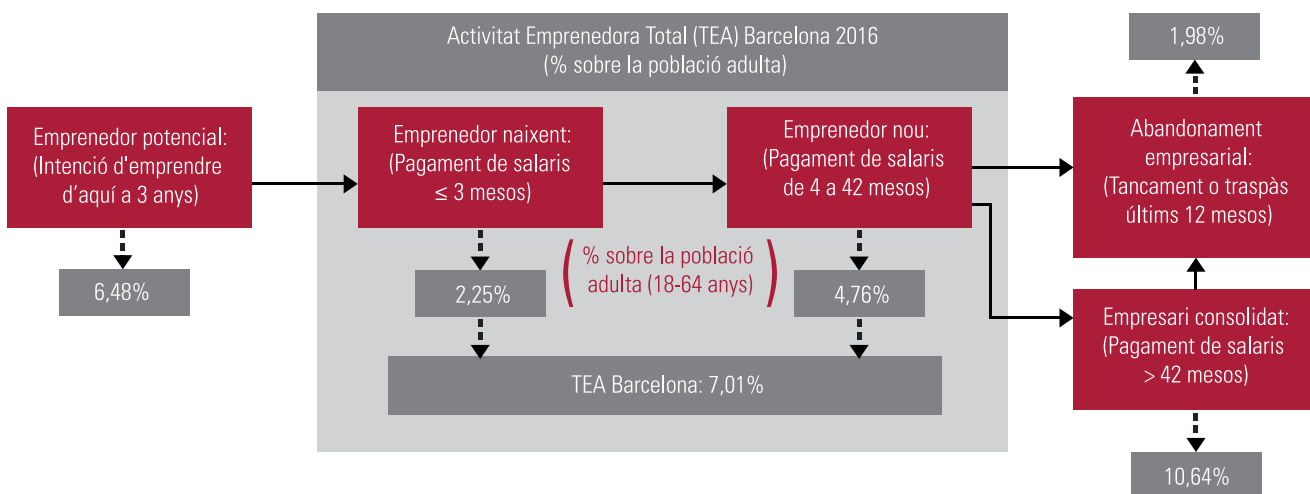 Activitat Emprenedora Total (TEA) Barcelona 2016
(% sobre la població adulta)
1,98%
Emprenedor potencial:
(Intenció d'emprendre
d’aquí a 3 anys)
Emprenedor naixent:
(Pagament de salaris
≤ 3 mesos)
Emprenedor nou:
(Pagament de salaris
de 4 a 42 mesos)
Abandonament
empresarial:
(Tancament o traspàs
últims 12 mesos)
6,48%
2,25%
% sobre la població
adulta (18-64 anys)
4,76%
Empresari consolidat:
(Pagament de salaris
> 42 mesos)
TEA Barcelona: 7,01%
10,64%